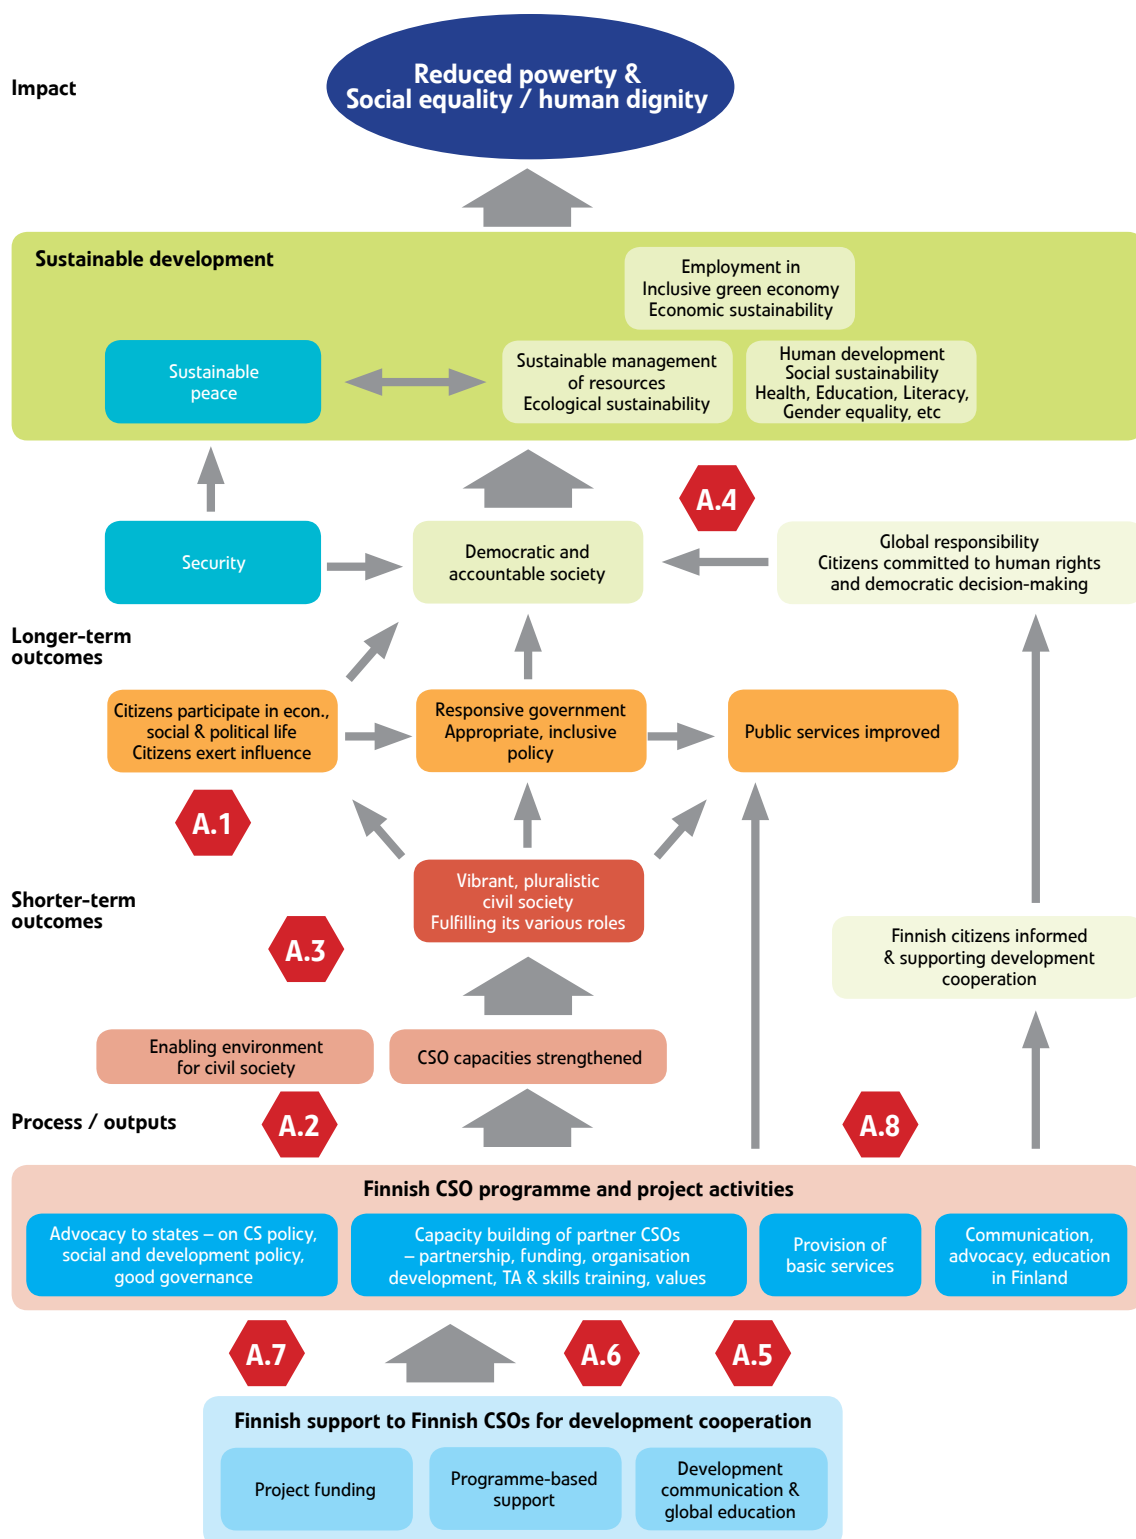 Impact
Reduced powerty &
Social equality / human dignity
Sustainable development
Employment in
Inclusive green economy
Economic sustainability
Sustainable
peace
Sustainable management
of resources
Ecological sustainability
Human development
Social sustainability
Health, Education, Literacy,
Gender equality, etc
A.4
Security
Democratic and
accountable society
Global responsibility
Citizens committed to human rights
and democratic decision-making
Longer-term
outcomes
Citizens participate in econ.,
social & political life
Citizens exert influence
Responsive government
Appropriate, inclusive
policy
Public services improved
A.1
Shorter-term
outcomes
Vibrant, pluralistic
civil society
Fulfilling its various roles
A.3
Finnish citizens informed
& supporting development
cooperation
Enabling environment
for civil society
CSO capacities strengthened
Process / outputs
A.2
A.8
Finnish CSO programme and project activities
Advocacy to states – on CS policy,
social and development policy,
good governance
Capacity building of partner CSOs
– partnership, funding, organisation
development, TA & skills training, values
Provision of
basic services
Communication,
advocacy, education
in Finland
A.7
A.6
A.5
Finnish support to Finnish CSOs for development cooperation
Project funding
Programme-based
support
Development
communication &
global education